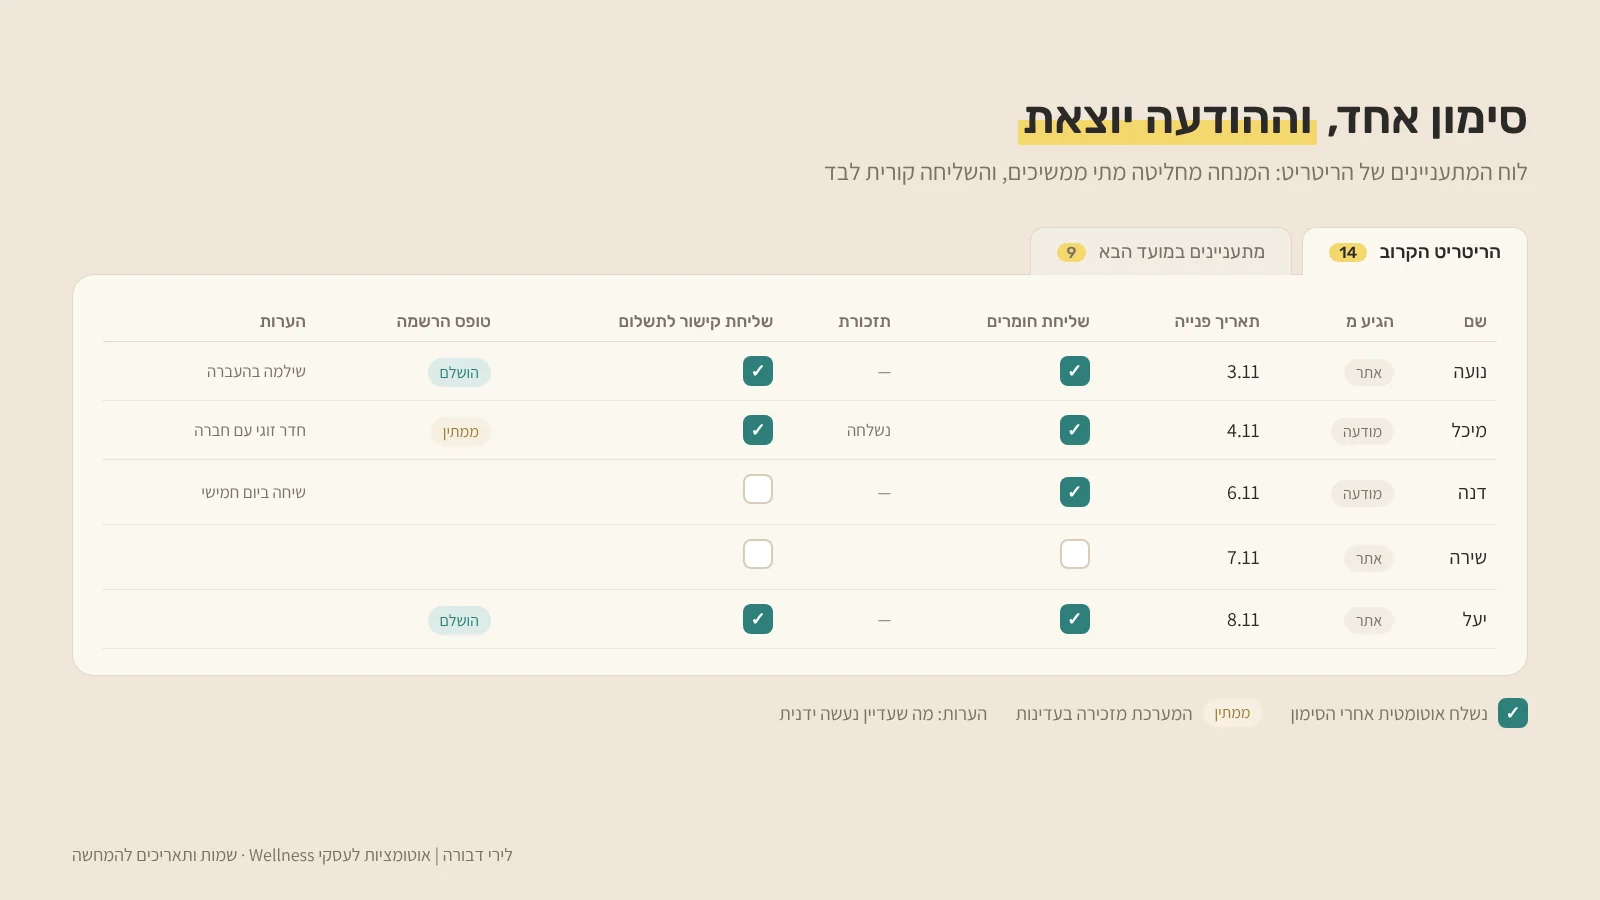 סימון אחד, וההודעה יוצאת
לוח המתעניינים של הריטריט: המנחה מחליטה מתי ממשיכים, והשליחה קורית לבד
הריטריט הקרוב 14 מתעניינים במועד הבא 9
שם הגיע מ תאריך פנייה שליחת חומרים תזכורת שליחת קישור לתשלום טופס הרשמה הערות
נועה אתר 3.11 ✓ — ✓ הושלם שילמה בהעברה
מיכל מודעה 4.11 ✓ נשלחה ✓ ממתין חדר זוגי עם חברה
דנה מודעה 6.11 ✓ — שיחה ביום חמישי
שירה אתר 7.11
יעל אתר 8.11 ✓ — ✓ הושלם
✓ נשלח אוטומטית אחרי הסימון ממתין המערכת מזכירה בעדינות הערות: מה שעדיין נעשה ידנית
לירי דבורה | אוטומציות לעסקי Wellness · שמות ותאריכים להמחשה